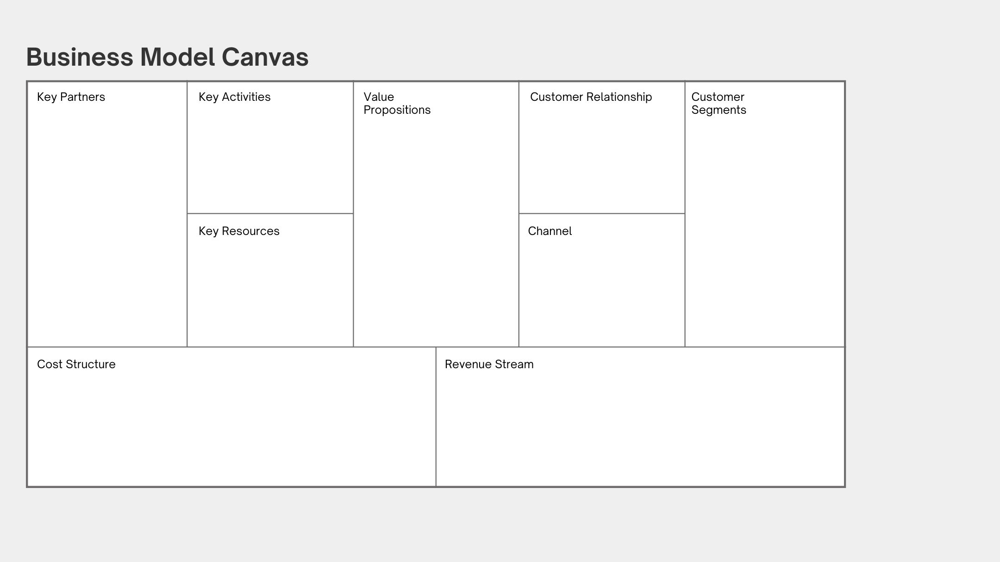 Business Model Canvas
Key Partners
Key Activities
Value
Propositions
Customer Relationship
Customer
Segments
Key Resources
Channel
Cost Structure
Revenue Stream